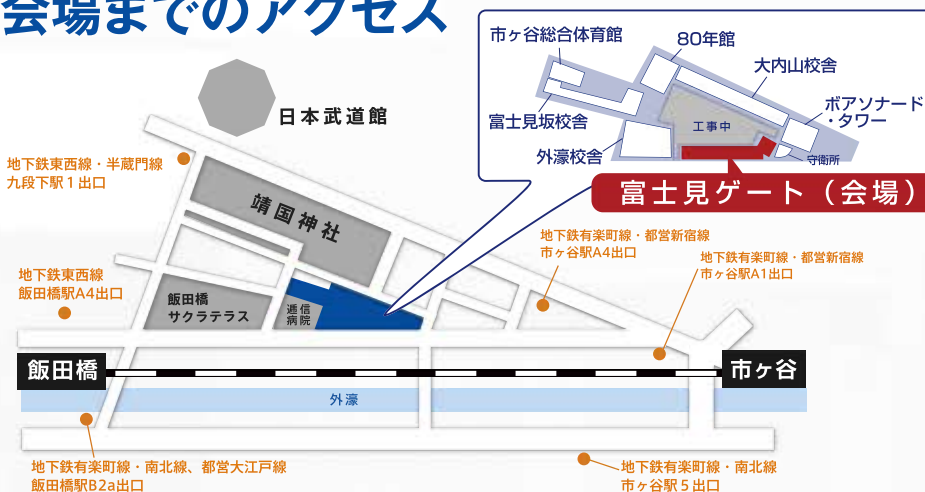 会場までのアクセス
市ヶ谷総合体育館
80年館
大内山校舎
ボアソナード
・タワー
富士見坂校舎
工事中
外濠校舎
守衛所
富士見ゲート（会場）
日本武道館
地下鉄東西線・半蔵門線
九段下駅１出口
靖国神社
地下鉄有楽町線・都営新宿線
市ヶ谷駅A4出口
地下鉄有楽町線・都営新宿線
市ヶ谷駅A1出口
地下鉄東西線
飯田橋駅A4出口
飯田橋
サクラテラス
逓信
病院
飯田橋
市ヶ谷
外濠
地下鉄有楽町線・南北線、都営大江戸線
飯田橋駅B2a出口
地下鉄有楽町線・南北線
市ヶ谷駅５出口